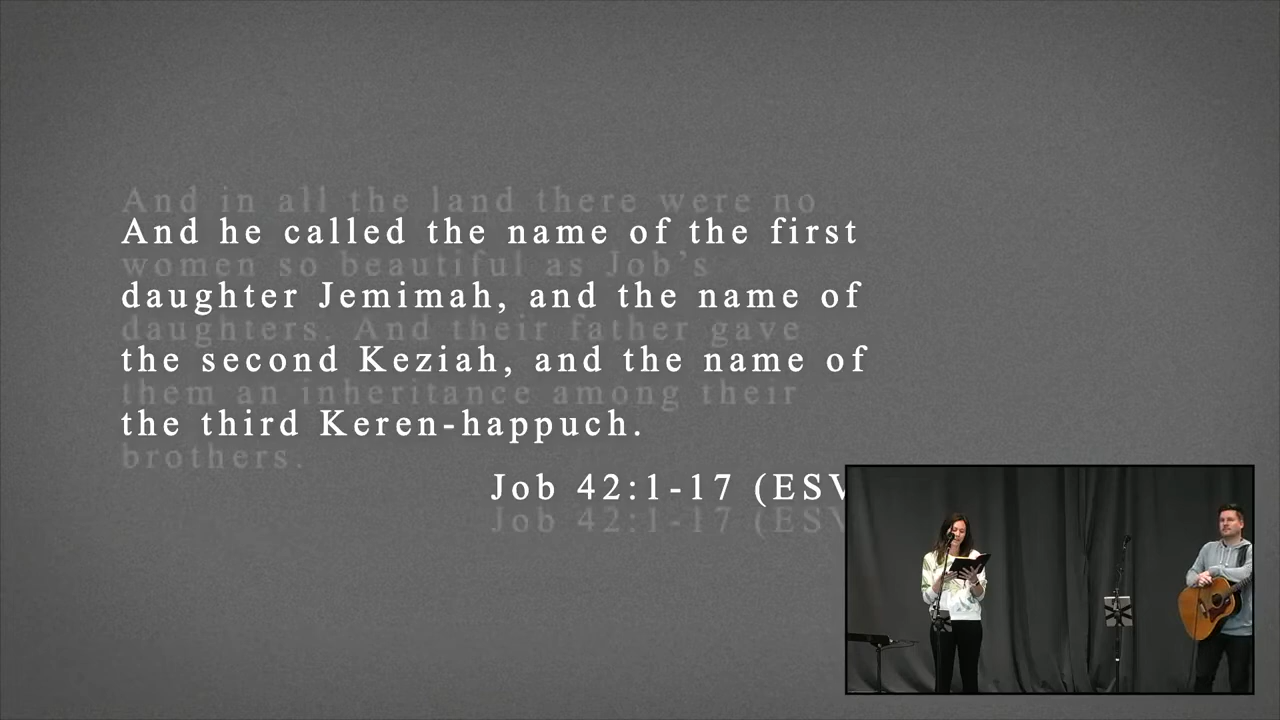 And in all the land there were no
And he called the name of the first
women so beautiful as Job's
daughter Jemimah, and the name of
daughters. And their father gave
the second Keziah, and the name of
them an inheritance among their
the third Keren-happuch.
brothers.
Job 42:1-17 (ESV
Job 42:1-17 (ESV